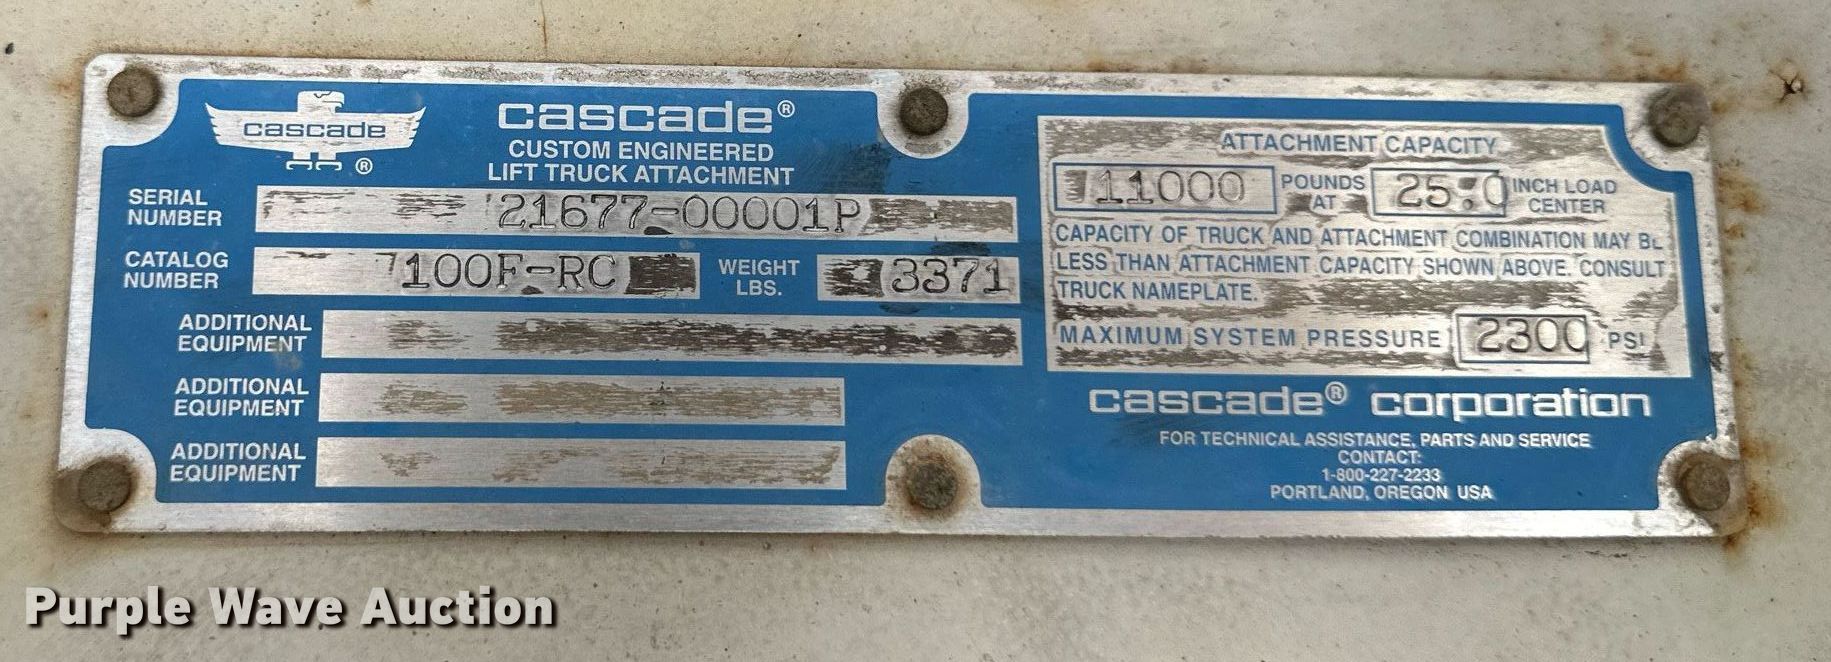 cascade
®
cascade®
CUSTOM ENGINEERED
LIFT TRUCK ATTACHMENT
SERIAL NUMBER 21677-00001P
CATALOG NUMBER 100F-RC
WEIGHT LBS. 3371
ADDITIONAL EQUIPMENT
ADDITIONAL EQUIPMENT
ADDITIONAL EQUIPMENT
ATTACHMENT CAPACITY
11000 POUNDS AT 25.0 INCH LOAD CENTER
CAPACITY OF TRUCK AND ATTACHMENT COMBINATION MAY BE
LESS THAN ATTACHMENT CAPACITY SHOWN ABOVE. CONSULT
TRUCK NAMEPLATE.
MAXIMUM SYSTEM PRESSURE 2300 PSI
cascade® corporation
FOR TECHNICAL ASSISTANCE, PARTS AND SERVICE
CONTACT:
1-800-227-2233
PORTLAND, OREGON USA
Purple Wave Auction